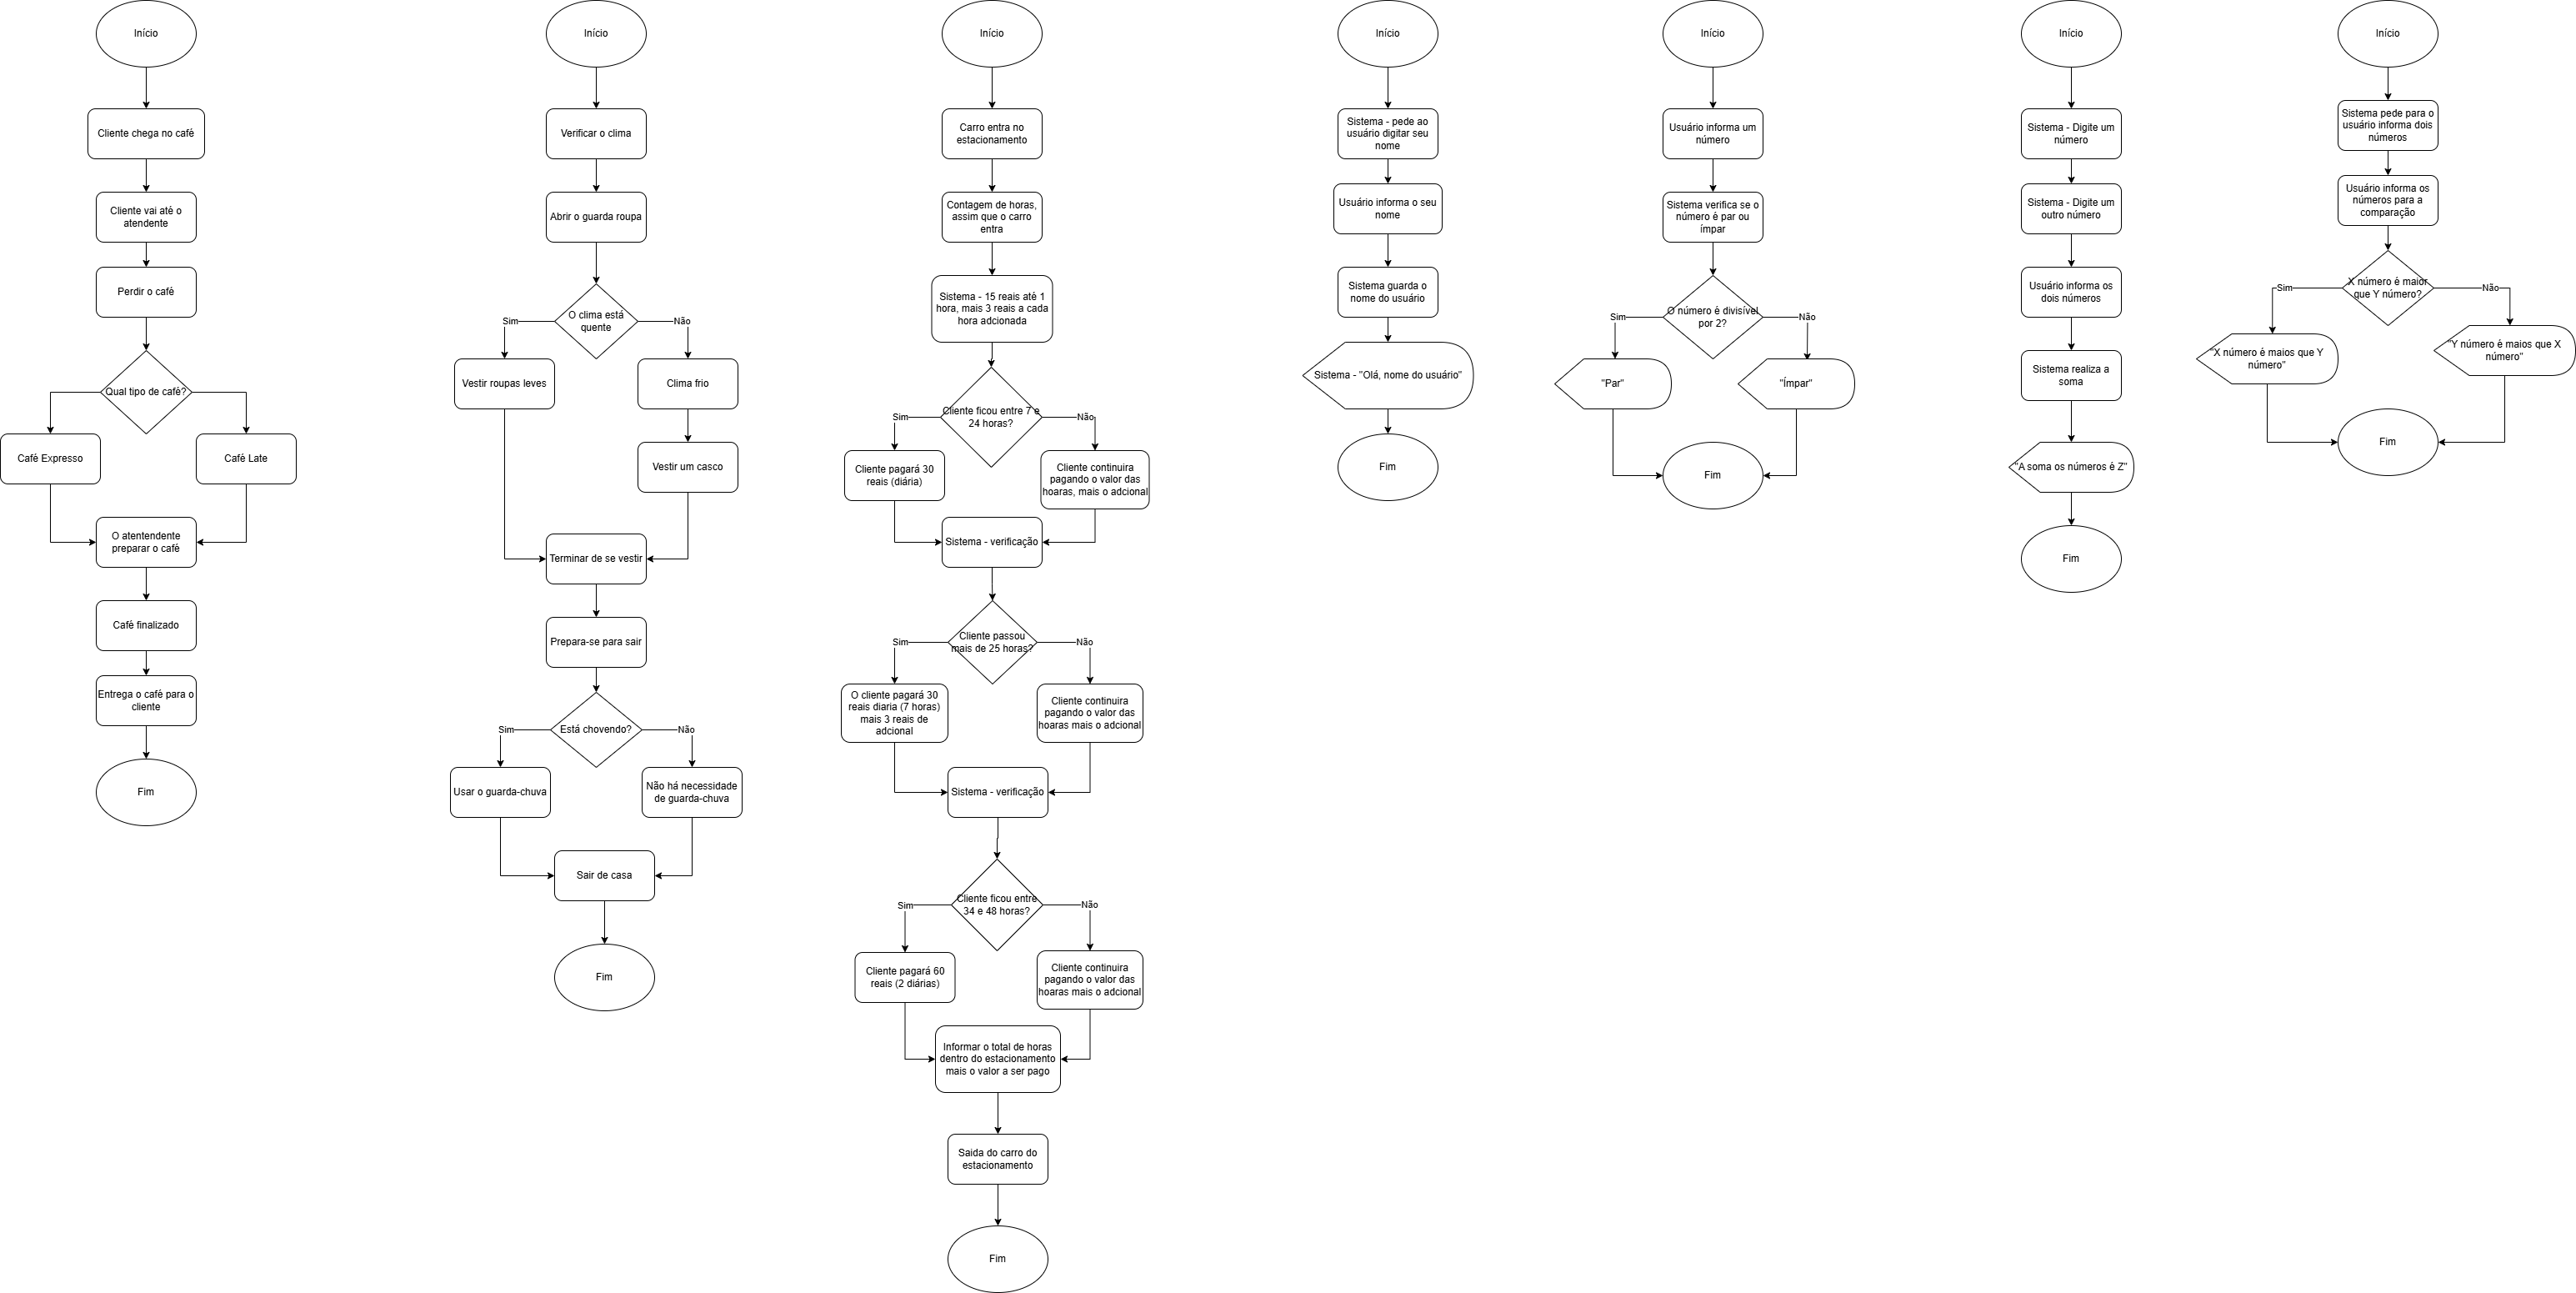 Início
Cliente chega no café
Cliente vai até o
atendente
Perdir o café
Qual tipo de café?
Café Expresso
Café Late
O atentendente
preparar o café
Café finalizado
Entrega o café para o
cliente
Fim
Início
Verificar o clima
Abrir o guarda roupa
O clima está
quente
Sim
Não
Vestir roupas leves
Clima frio
Vestir um casco
Terminar de se vestir
Prepara-se para sair
Está chovendo?
Sim
Não
Usar o guarda-chuva
Não há necessidade
de guarda-chuva
Sair de casa
Fim
Início
Carro entra no
estacionamento
Contagem de horas,
assim que o carro
entra
Sistema - 15 reais até 1
hora, mais 3 reais a cada
hora adcionada
Cliente ficou entre 7 e
24 horas?
Sim
Não
Cliente pagará 30
reais (diária)
Cliente continuira
pagando o valor das
hoaras, mais o adcional
Sistema - verificação
Cliente passou
mais de 25 horas?
Sim
Não
O cliente pagará 30
reais diaria (7 horas)
mais 3 reais de
adcional
Cliente continuira
pagando o valor das
hoaras mais o adcional
Sistema - verificação
Cliente ficou entre
34 e 48 horas?
Sim
Não
Cliente pagará 60
reais (2 diárias)
Cliente continuira
pagando o valor das
hoaras mais o adcional
Informar o total de horas
dentro do estacionamento
mais o valor a ser pago
Saida do carro do
estacionamento
Fim
Início
Sistema - pede ao
usuário digitar seu
nome
Usuário informa o seu
nome
Sistema guarda o
nome do usuário
Sistema - "Olá, nome do usuário"
Fim
Início
Usuário informa um
número
Sistema verifica se o
número é par ou
ímpar
O número é divisível
por 2?
Sim
Não
"Par"
"Ímpar"
Fim
Início
Sistema - Digite um
número
Sistema - Digite um
outro número
Usuário informa os
dois números
Sistema realiza a
soma
"A soma os números é Z"
Fim
Início
Sistema pede para o
usuário informa dois
números
Usuário informa os
números para a
comparação
X número é maior
que Y número?
Sim
Não
"X número é maios que Y
número"
"Y número é maios que X
número"
Fim